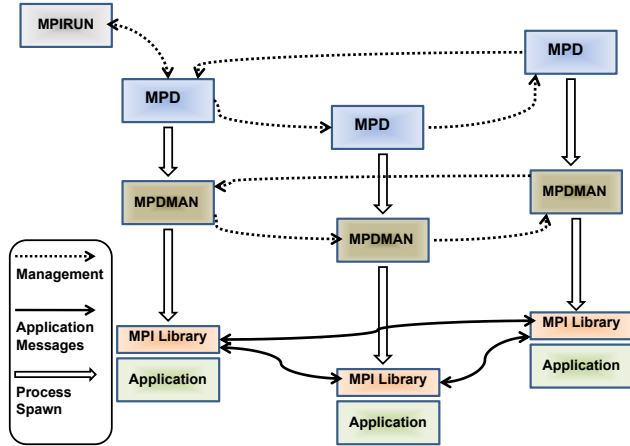 MPIRUN
MPD
MPD
MPD
MPDMAN
MPDMAN
MPDMAN
Management
Application
Messages
Process
Spawn
MPI Library
Application
MPI Library
Application
MPI Library
Application